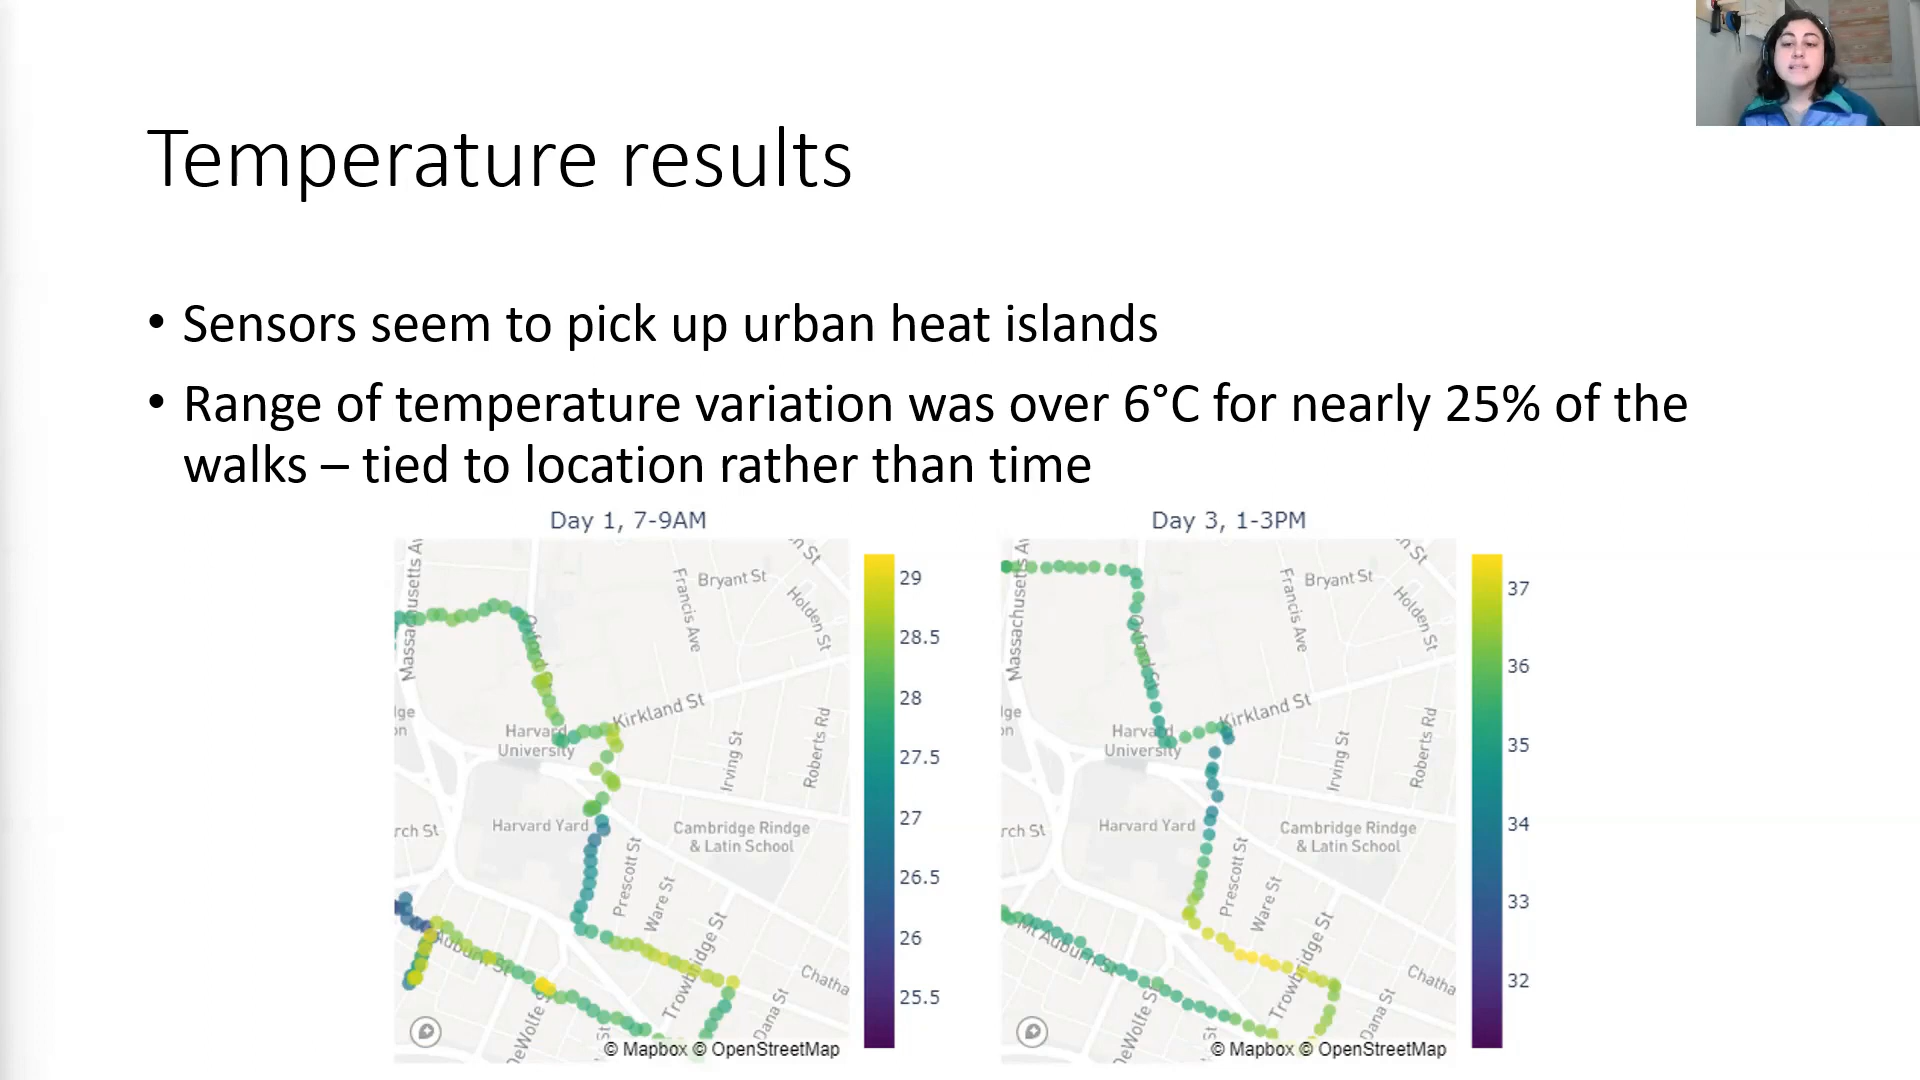 Temperature results
• Sensors seem to pick up urban heat islands
• Range of temperature variation was over 6°C for nearly 25% of the
walks – tied to location rather than time
Day 1, 7-9AM
Massachusetts Av
Francis Ave
Bryant St
Holden St
n St
Kirkland St
Harvard
University
Irving St
Roberts Rd
rch St
Harvard Yard
Cambridge Rindge
& Latin School
Prescott St
Ware St
Trowbridge St
Auburn St
DeWolfe S
St
Dana St
Chatha
© Mapbox © OpenStreetMap
29
28.5
28
27.5
27
26.5
26
25.5
Day 3, 1-3PM
Massachusetts Av
Oxford St
Francis Ave
Bryant St
Holden St
n St
Kirkland St
Harvard
University
Irving St
Roberts Rd
rch St
Harvard Yard
Cambridge Rindge
& Latin School
Prescott St
Ware St
Trowbridge St
Mt Auburn St
DeWolfe S
St
Dana St
Chatha
© Mapbox © OpenStreetMap
37
36
35
34
33
32